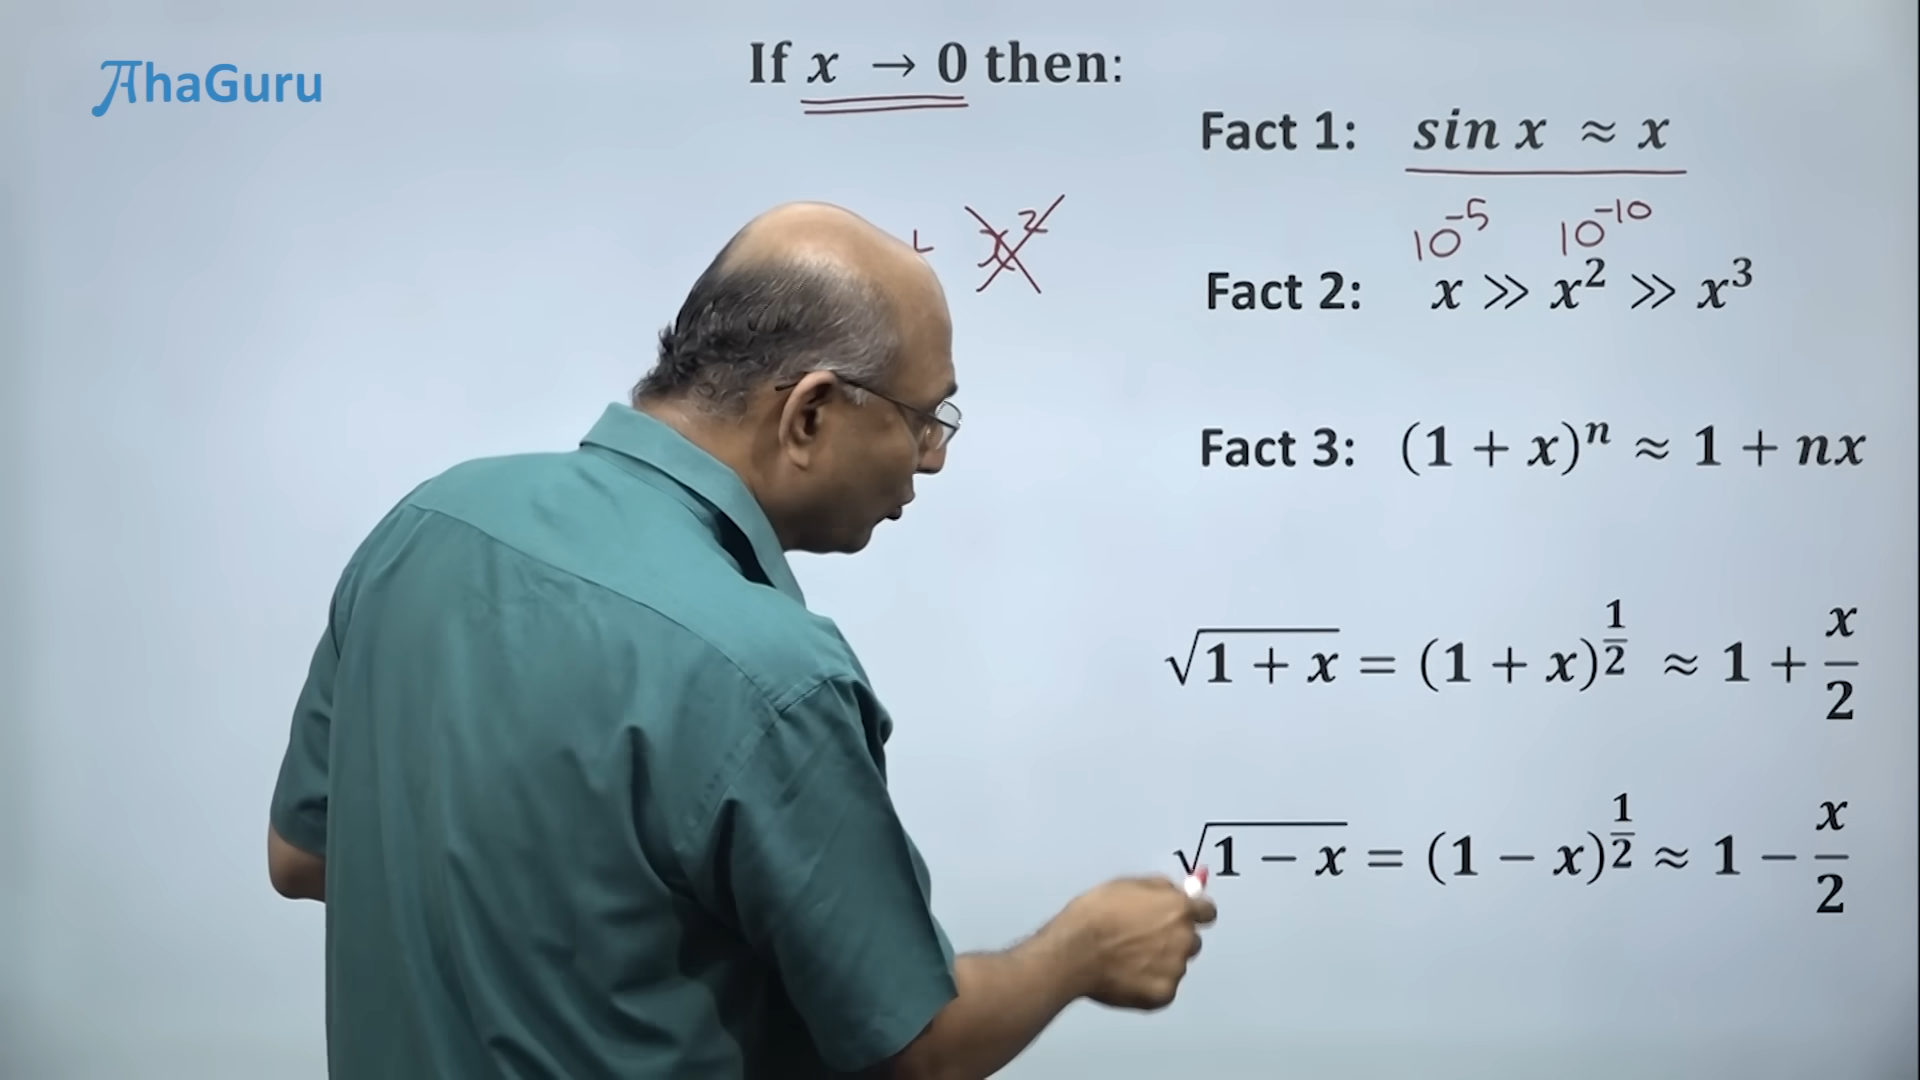 AhaGuru
If x → 0 then:
Fact 1: sin x ≈ x
x²
10⁻⁵ 10⁻¹⁰
Fact 2: x ≫ x² ≫ x³
Fact 3: (1 + x)ⁿ ≈ 1 + nx
√(1 + x) = (1 + x)^(1/2) ≈ 1 + x/2
√(1 − x) = (1 − x)^(1/2) ≈ 1 − x/2